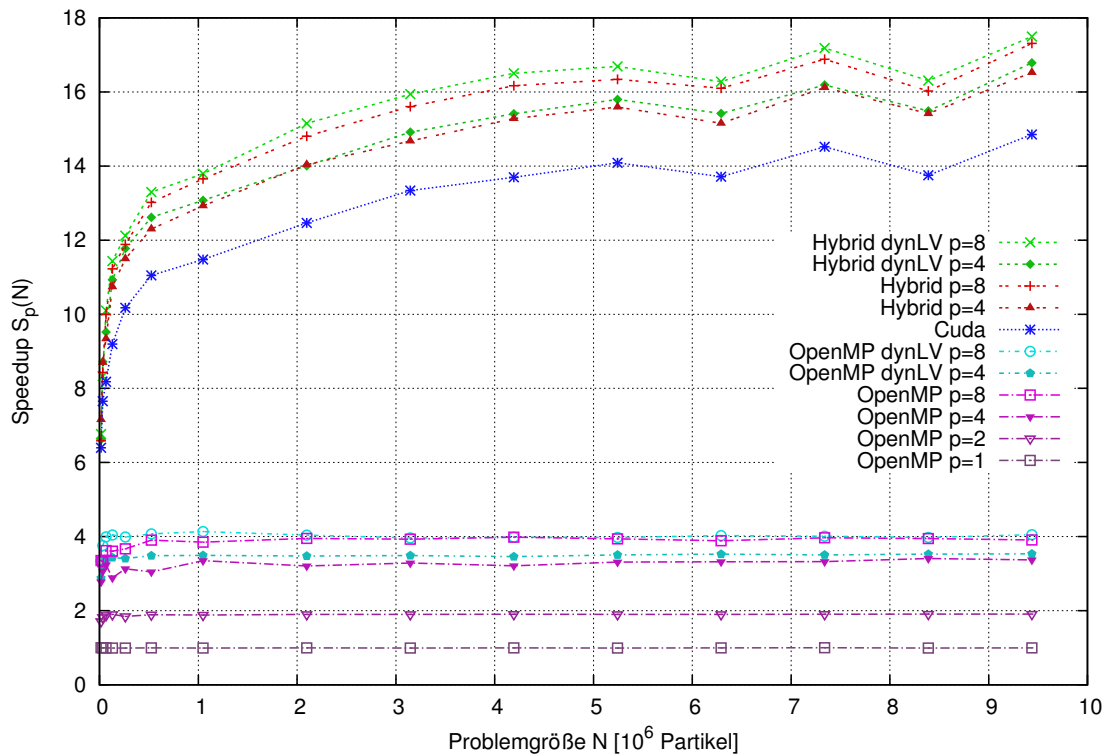 18
16
14
12
10
8
6
4
2
0
Speedup S_p(N)
Hybrid dynLV p=8
Hybrid dynLV p=4
Hybrid p=8
Hybrid p=4
Cuda
OpenMP dynLV p=8
OpenMP dynLV p=4
OpenMP p=8
OpenMP p=4
OpenMP p=2
OpenMP p=1
0 1 2 3 4 5 6 7 8 9 10
Problemgröße N [10^6 Partikel]